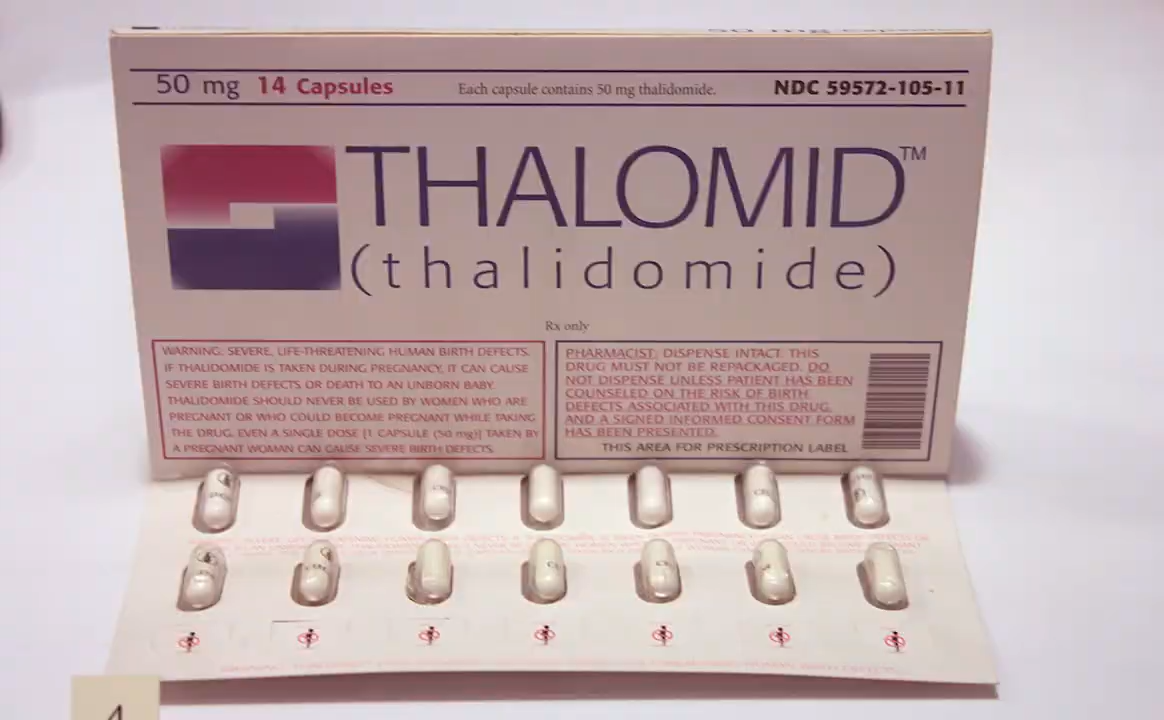 50 mg 14 Capsules Each capsule contains 50 mg thalidomide. NDC 59572-105-11
THALOMID™
(thalidomide)
Rx only
WARNING: SEVERE, LIFE-THREATENING HUMAN BIRTH DEFECTS.
IF THALIDOMIDE IS TAKEN DURING PREGNANCY, IT CAN CAUSE
SEVERE BIRTH DEFECTS OR DEATH TO AN UNBORN BABY.
THALIDOMIDE SHOULD NEVER BE USED BY WOMEN WHO ARE
PREGNANT OR WHO COULD BECOME PREGNANT WHILE TAKING
THE DRUG. EVEN A SINGLE DOSE [1 CAPSULE (50 mg)] TAKEN BY
A PREGNANT WOMAN CAN CAUSE SEVERE BIRTH DEFECTS.
PHARMACIST: DISPENSE INTACT. THIS
DRUG MUST NOT BE REPACKAGED. DO
NOT DISPENSE UNLESS PATIENT HAS BEEN
COUNSELED ON THE RISK OF BIRTH
DEFECTS ASSOCIATED WITH THIS DRUG,
AND A SIGNED INFORMED CONSENT FORM
HAS BEEN PRESENTED.
THIS AREA FOR PRESCRIPTION LABEL
4